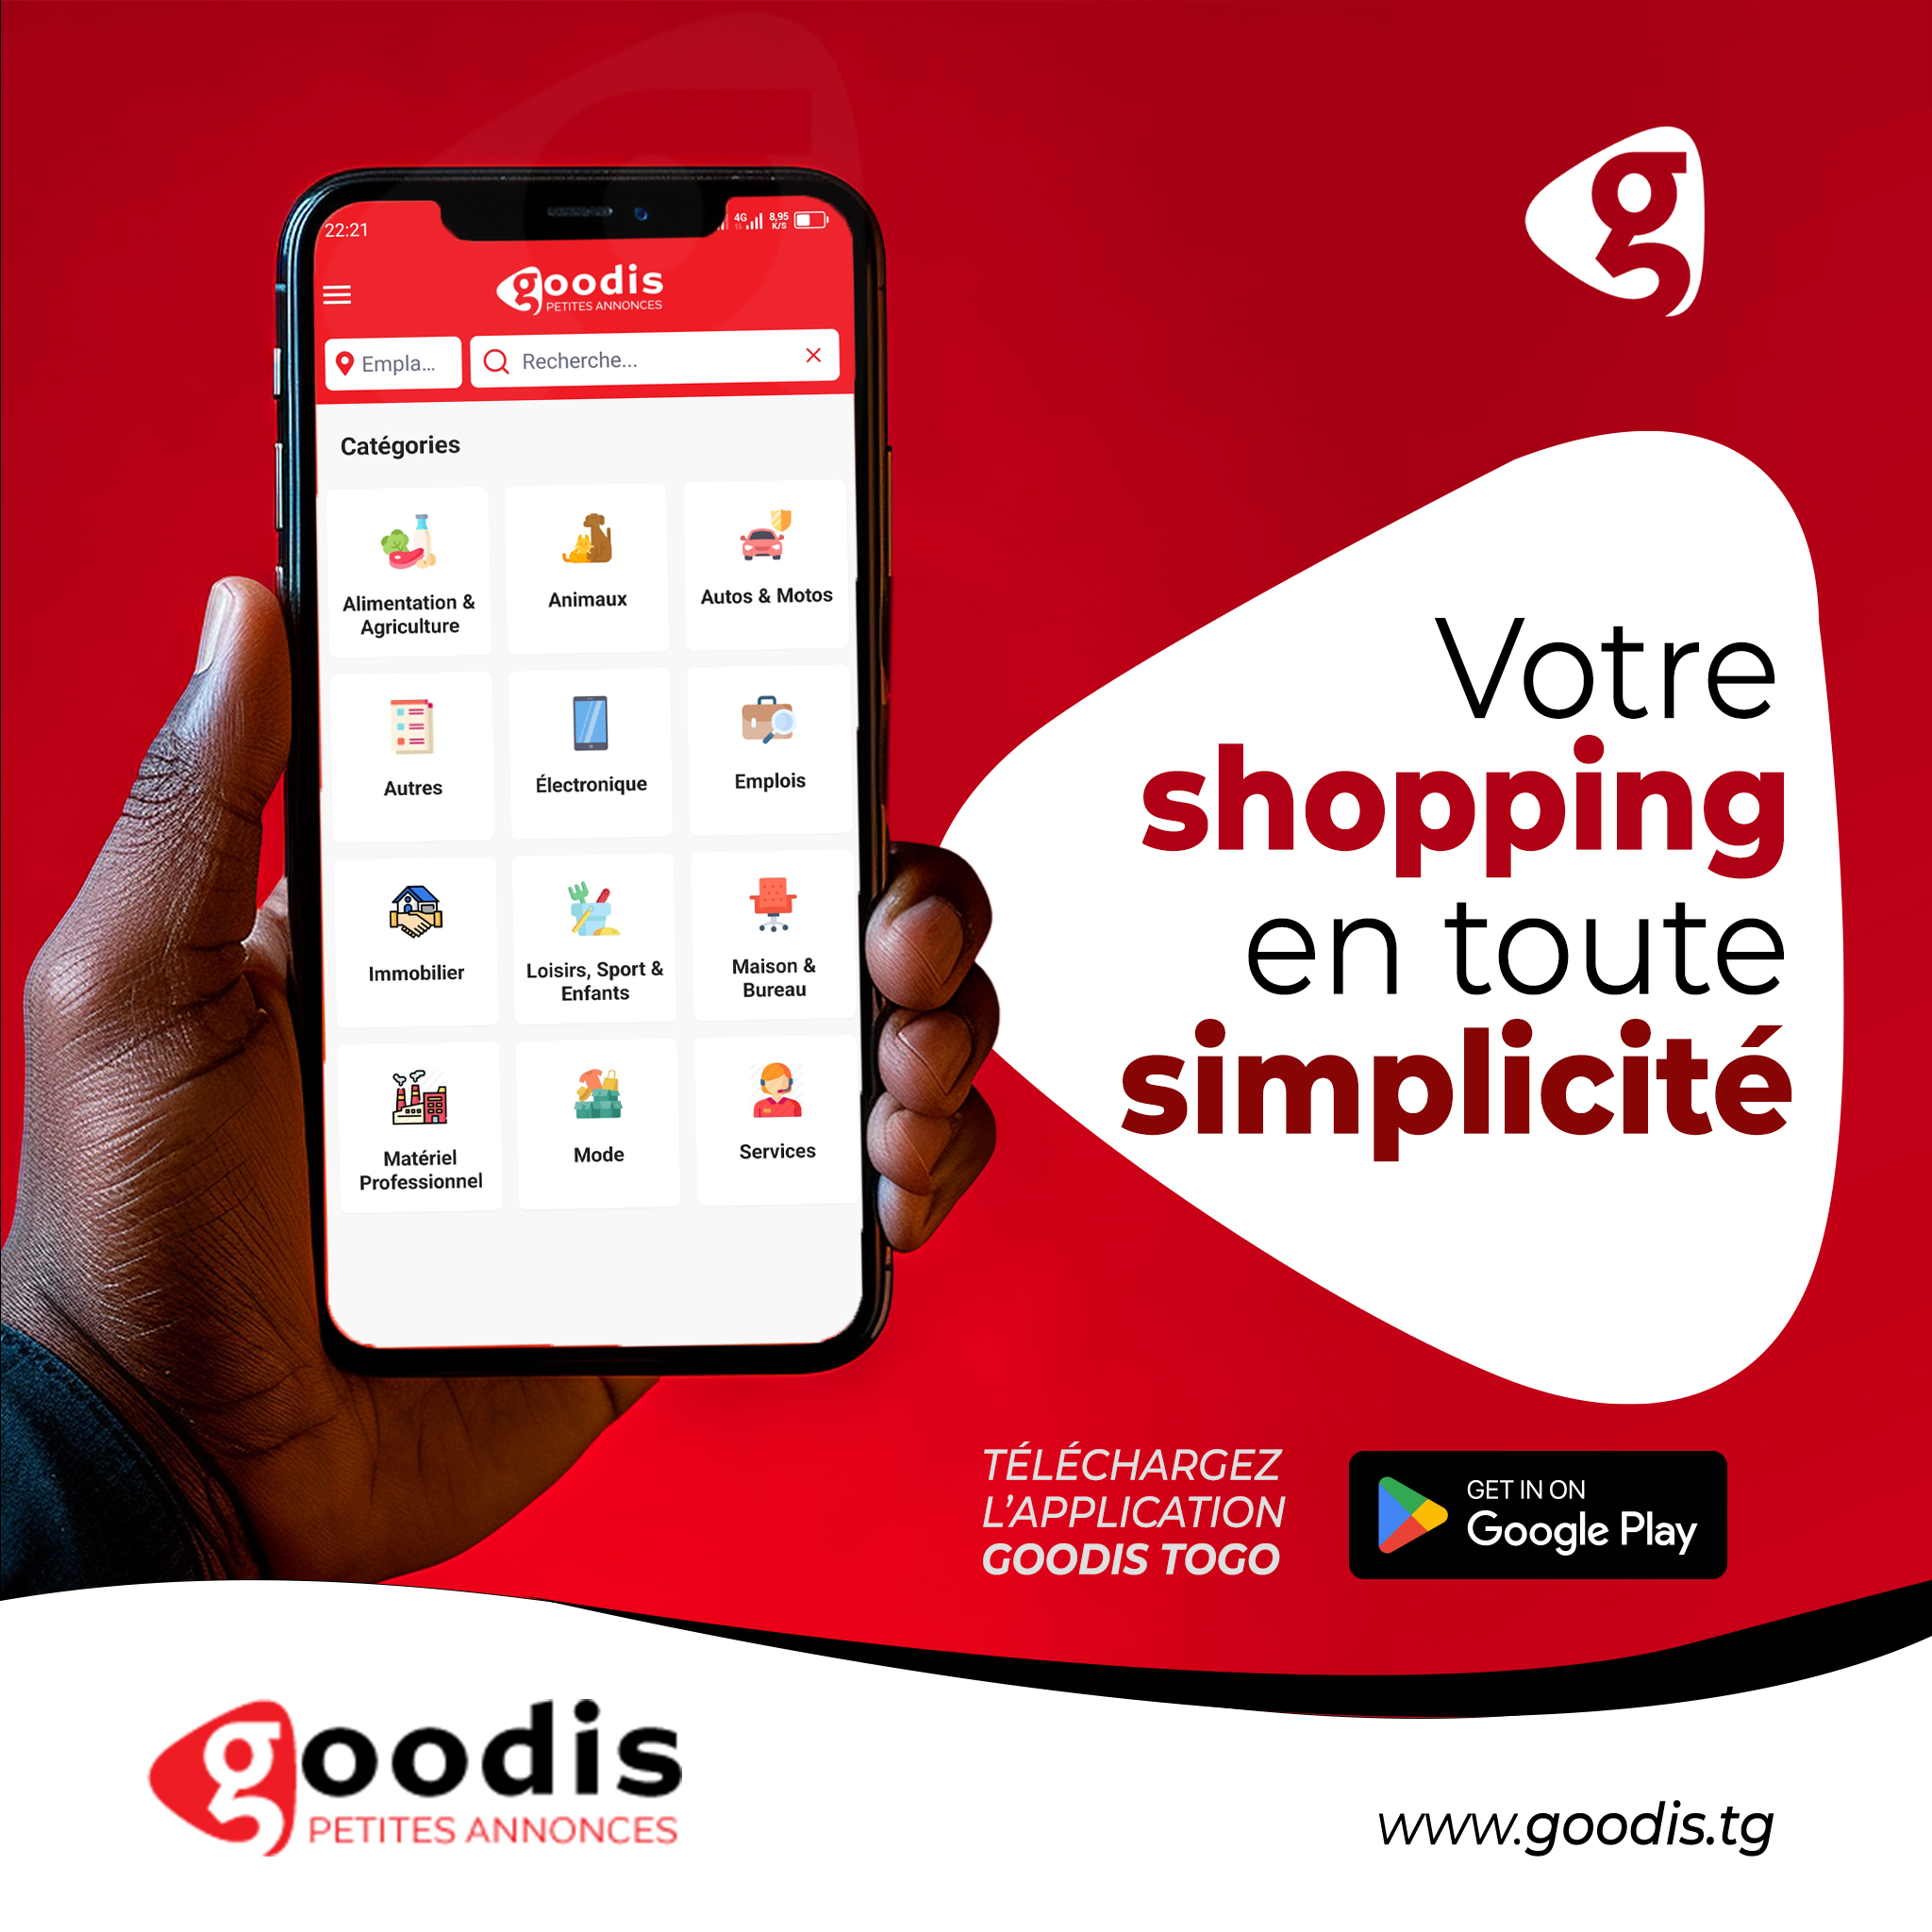 22:21
4G
8,95
K/S
goodis
PETITES ANNONCES
Empla...
Recherche...
Catégories
Alimentation &
Agriculture
Animaux
Autos & Motos
Autres
Électronique
Emplois
Immobilier
Loisirs, Sport &
Enfants
Maison &
Bureau
Matériel
Professionnel
Mode
Services
g
Votre
shopping
en toute
simplicité
TÉLÉCHARGEZ
L'APPLICATION
GOODIS TOGO
GET IN ON
Google Play
goodis
PETITES ANNONCES
www.goodis.tg